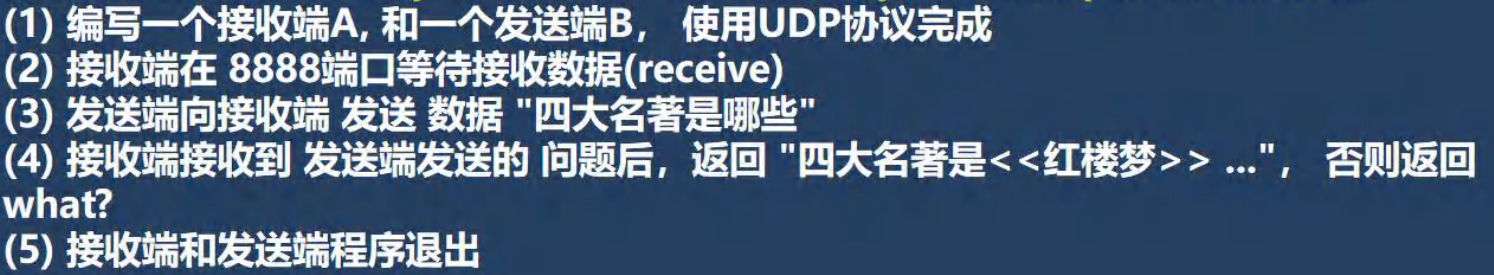 (1) 编写一个接收端A, 和一个发送端B， 使用UDP协议完成
(2) 接收端在 8888端口等待接收数据(receive)
(3) 发送端向接收端 发送 数据 "四大名著是哪些"
(4) 接收端接收到 发送端发送的 问题后，返回 "四大名著是<<红楼梦>> ..."， 否则返回
what?
(5) 接收端和发送端程序退出